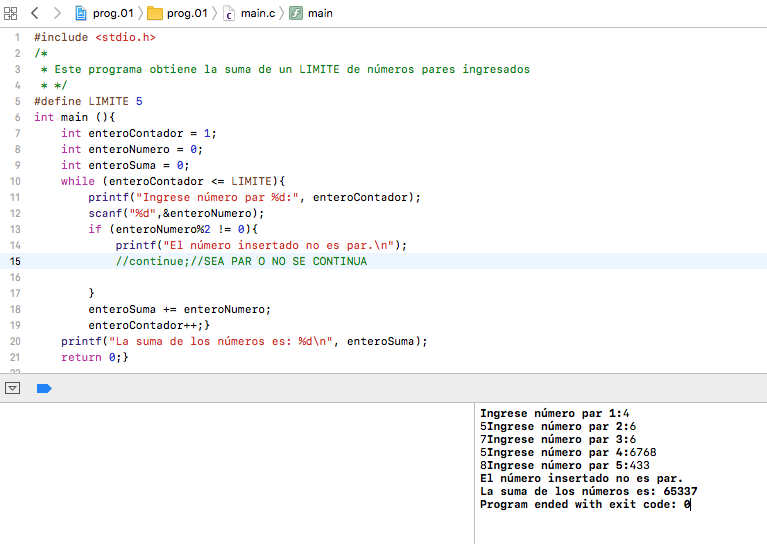 prog.01 prog.01 main.c main
1 #include <stdio.h>
2 /*
3  * Este programa obtiene la suma de un LIMITE de números pares ingresados
4  * */
5 #define LIMITE 5
6 int main (){
7     int enteroContador = 1;
8     int enteroNumero = 0;
9     int enteroSuma = 0;
10     while (enteroContador <= LIMITE){
11         printf("Ingrese número par %d:", enteroContador);
12         scanf("%d",&enteroNumero);
13         if (enteroNumero%2 != 0){
14             printf("El número insertado no es par.\n");
15             //continue;//SEA PAR O NO SE CONTINUA
16
17         }
18         enteroSuma += enteroNumero;
19         enteroContador++;}
20     printf("La suma de los números es: %d\n", enteroSuma);
21     return 0;}
22
Ingrese número par 1:4
5Ingrese número par 2:6
7Ingrese número par 3:6
5Ingrese número par 4:6768
8Ingrese número par 5:433
El número insertado no es par.
La suma de los números es: 65337
Program ended with exit code: 0